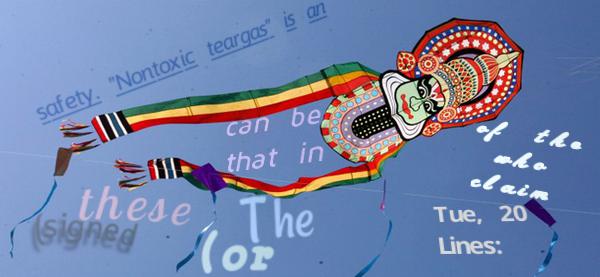 safety. "Nontoxic teargas" is an
can be
that in
of the
who
claim
these
(signed
The
(or
Tue, 20
Lines: